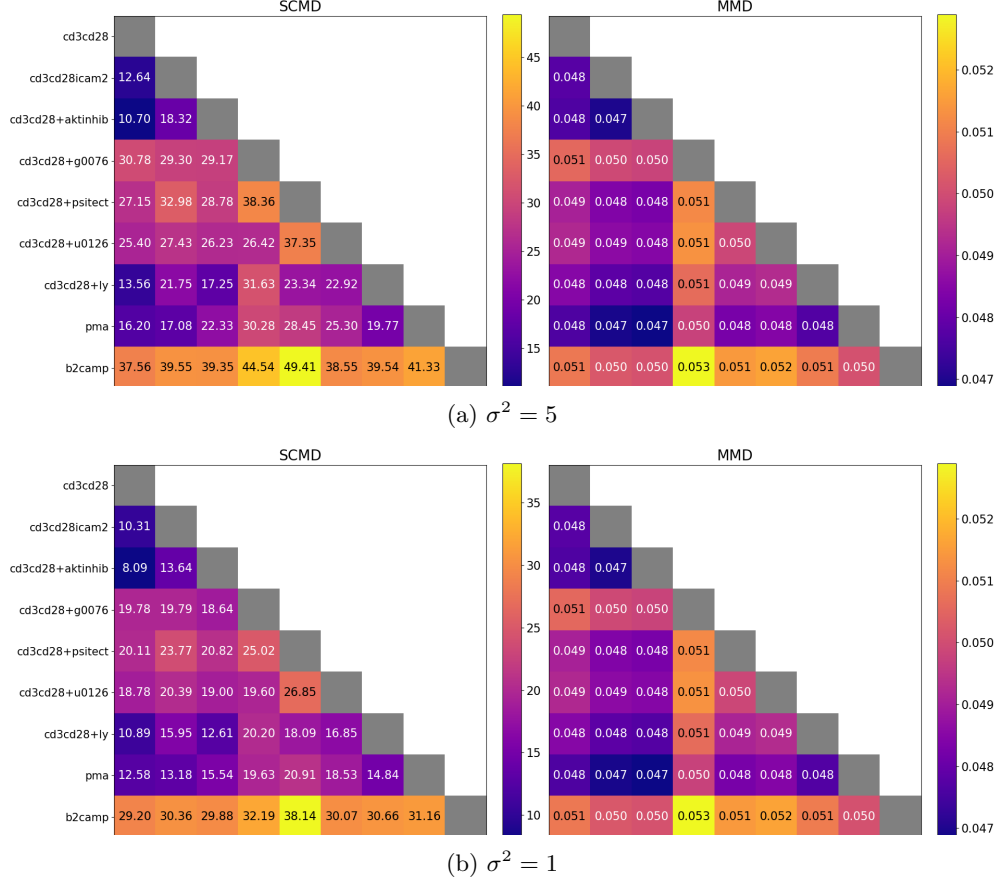 SCMD MMD
cd3cd28
cd3cd28icam2 12.64 0.048
cd3cd28+aktinhib 10.70 18.32 0.048 0.047
cd3cd28+g0076 30.78 29.30 29.17 0.051 0.050 0.050
cd3cd28+psitect 27.15 32.98 28.78 38.36 0.049 0.048 0.048 0.051
cd3cd28+u0126 25.40 27.43 26.23 26.42 37.35 0.049 0.049 0.048 0.051 0.050
cd3cd28+ly 13.56 21.75 17.25 31.63 23.34 22.92 0.048 0.048 0.048 0.051 0.049 0.049
pma 16.20 17.08 22.33 30.28 28.45 25.30 19.77 0.048 0.047 0.047 0.050 0.048 0.048 0.048
b2camp 37.56 39.55 39.35 44.54 49.41 38.55 39.54 41.33 0.051 0.050 0.050 0.053 0.051 0.052 0.051 0.050
45
40
35
30
25
20
15
0.052
0.051
0.050
0.049
0.048
0.047
(a) σ² = 5
SCMD MMD
cd3cd28
cd3cd28icam2 10.31 0.048
cd3cd28+aktinhib 8.09 13.64 0.048 0.047
cd3cd28+g0076 19.78 19.79 18.64 0.051 0.050 0.050
cd3cd28+psitect 20.11 23.77 20.82 25.02 0.049 0.048 0.048 0.051
cd3cd28+u0126 18.78 20.39 19.00 19.60 26.85 0.049 0.049 0.048 0.051 0.050
cd3cd28+ly 10.89 15.95 12.61 20.20 18.09 16.85 0.048 0.048 0.048 0.051 0.049 0.049
pma 12.58 13.18 15.54 19.63 20.91 18.53 14.84 0.048 0.047 0.047 0.050 0.048 0.048 0.048
b2camp 29.20 30.36 29.88 32.19 38.14 30.07 30.66 31.16 0.051 0.050 0.050 0.053 0.051 0.052 0.051 0.050
35
30
25
20
15
10
0.052
0.051
0.050
0.049
0.048
0.047
(b) σ² = 1